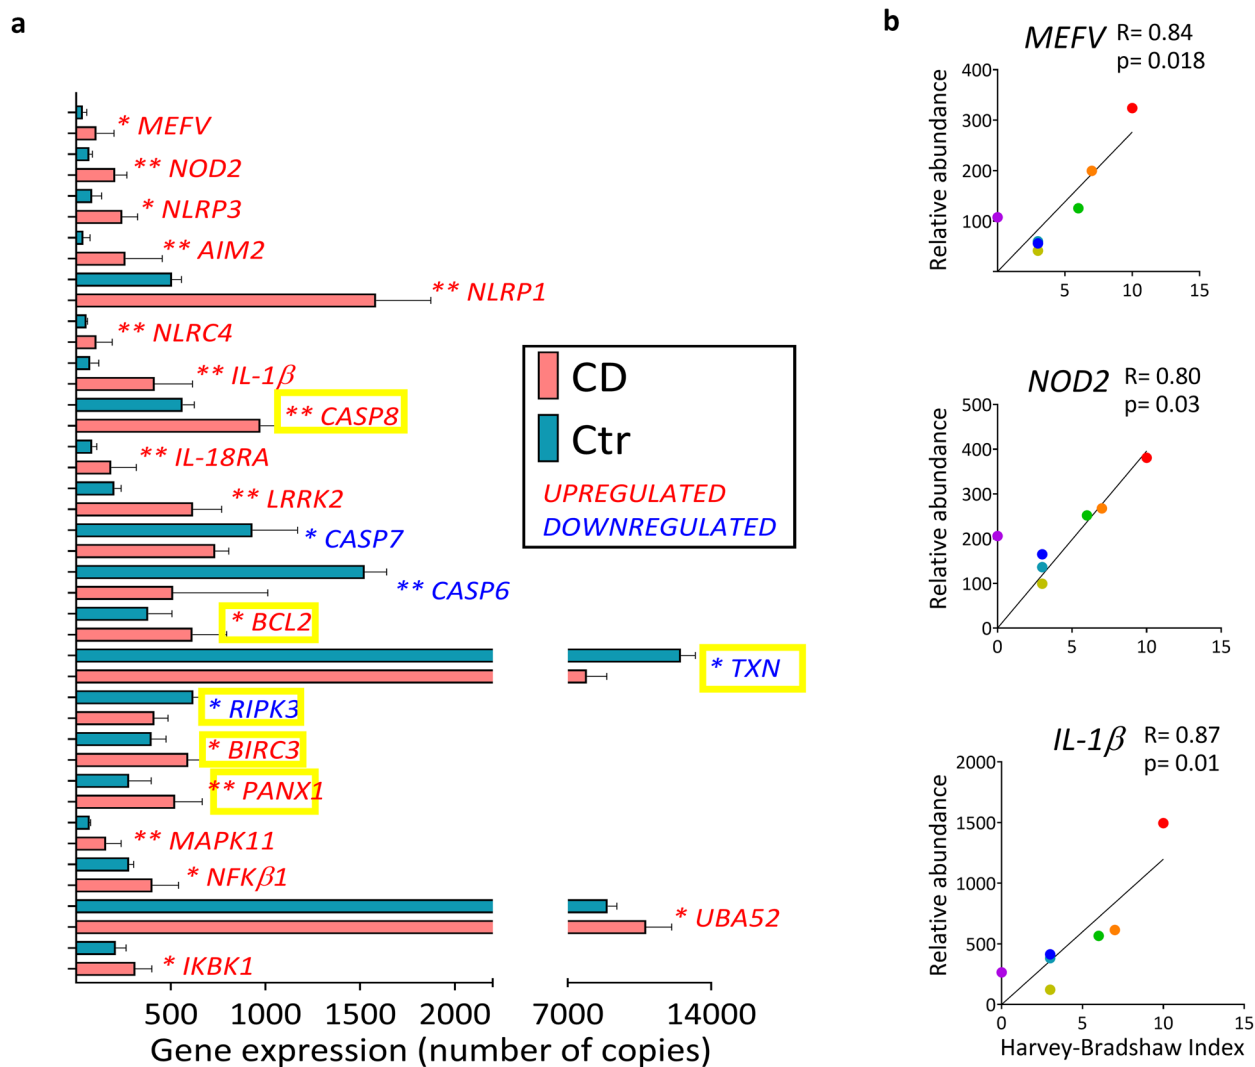 a
* MEFV
** NOD2
* NLRP3
** AIM2
** NLRP1
** NLRC4
** IL-1β
** CASP8
** IL-18RA
** LRRK2
* CASP7
** CASP6
* BCL2
* TXN
* RIPK3
* BIRC3
** PANX1
** MAPK11
* NFKβ1
* UBA52
* IKBK1
CD
Ctr
UPREGULATED
DOWNREGULATED
500 1000 1500 2000 7000 14000
Gene expression (number of copies)
b
MEFV
R= 0.84
p= 0.018
Relative abundance
400
300
200
100
5 10 15
NOD2
R= 0.80
p= 0.03
Relative abundance
500
400
300
200
100
0
0 5 10 15
IL-1β
R= 0.87
p= 0.01
Relative abundance
2000
1500
1000
500
0
0 5 10 15
Harvey-Bradshaw Index